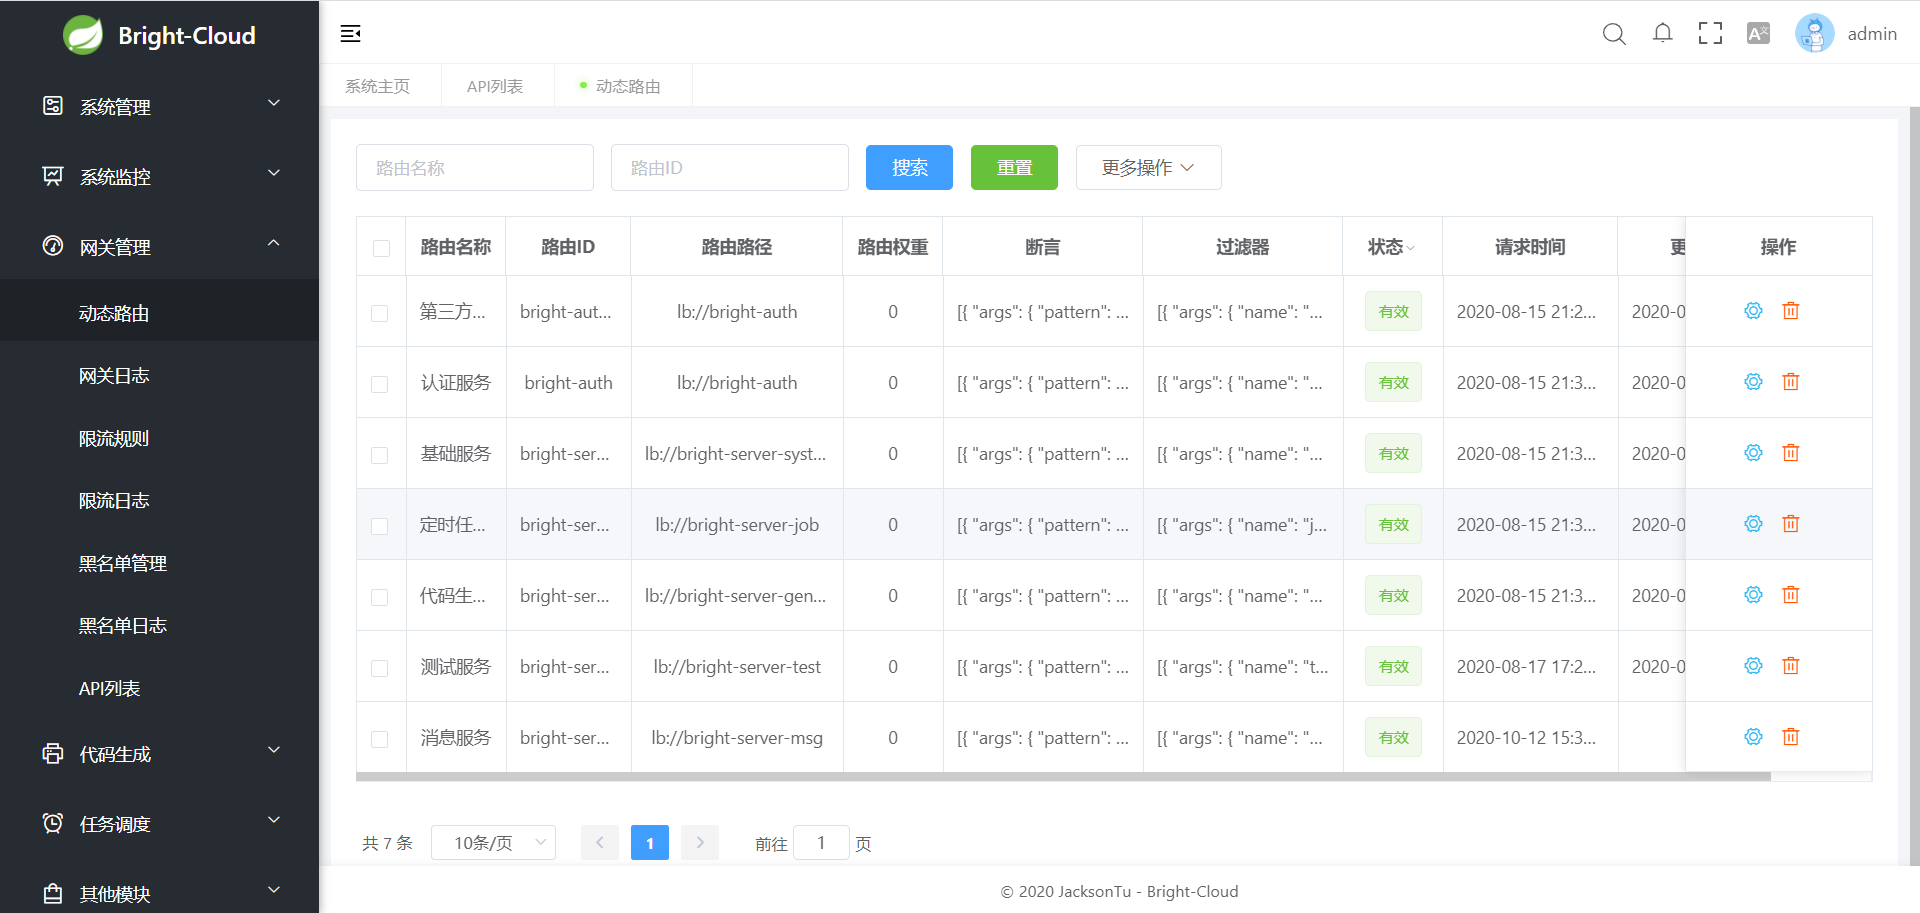 Bright-Cloud
系统管理
系统监控
网关管理
动态路由
网关日志
限流规则
限流日志
黑名单管理
黑名单日志
API列表
代码生成
任务调度
其他模块
admin
系统主页 API列表 动态路由
路由名称 路由ID 搜索 重置 更多操作
路由名称 路由ID 路由路径 路由权重 断言 过滤器 状态 请求时间 更 操作
第三方... bright-aut... lb://bright-auth 0 [{ "args": { "pattern": ... [{ "args": { "name": "... 有效 2020-08-15 21:2... 2020-0
认证服务 bright-auth lb://bright-auth 0 [{ "args": { "pattern": ... [{ "args": { "name": "... 有效 2020-08-15 21:3... 2020-0
基础服务 bright-ser... lb://bright-server-syst... 0 [{ "args": { "pattern": ... [{ "args": { "name": "... 有效 2020-08-15 21:3... 2020-0
定时任... bright-ser... lb://bright-server-job 0 [{ "args": { "pattern": ... [{ "args": { "name": "j... 有效 2020-08-15 21:3... 2020-0
代码生... bright-ser... lb://bright-server-gen... 0 [{ "args": { "pattern": ... [{ "args": { "name": "... 有效 2020-08-15 21:3... 2020-0
测试服务 bright-ser... lb://bright-server-test 0 [{ "args": { "pattern": ... [{ "args": { "name": "t... 有效 2020-08-17 17:2... 2020-0
消息服务 bright-ser... lb://bright-server-msg 0 [{ "args": { "pattern": ... [{ "args": { "name": "... 有效 2020-10-12 15:3...
共 7 条 10条/页 1 前往 1 页
© 2020 JacksonTu - Bright-Cloud